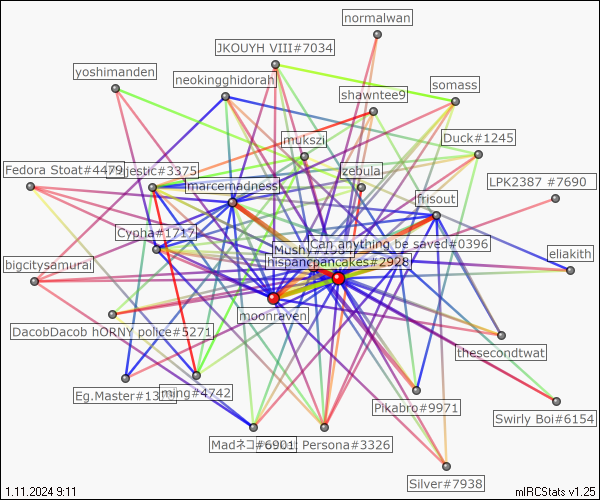 normalwan
JKOUYH VIII#7034
yoshimanden
neokingghidorah
somass
shawntee9
Duck#1245
mukszi
Fedora Stoat#4479
jestic#3375
zebula
LPK2387 #7690
marcemadness
frisout
Cypha#1717
Mushy
Can anything be saved#0396
eliakith
bigcitysamurai
hispancpancakes#2928
moonraven
DacobDacob hORNY police#5271
thesecondtwat
Eg.Master#13
ming#4742
Pikabro#9971
Swirly Boi#6154
Madネコ#6901
Persona#3326
Silver#7938
1.11.2024 9:11
mIRCStats v1.25